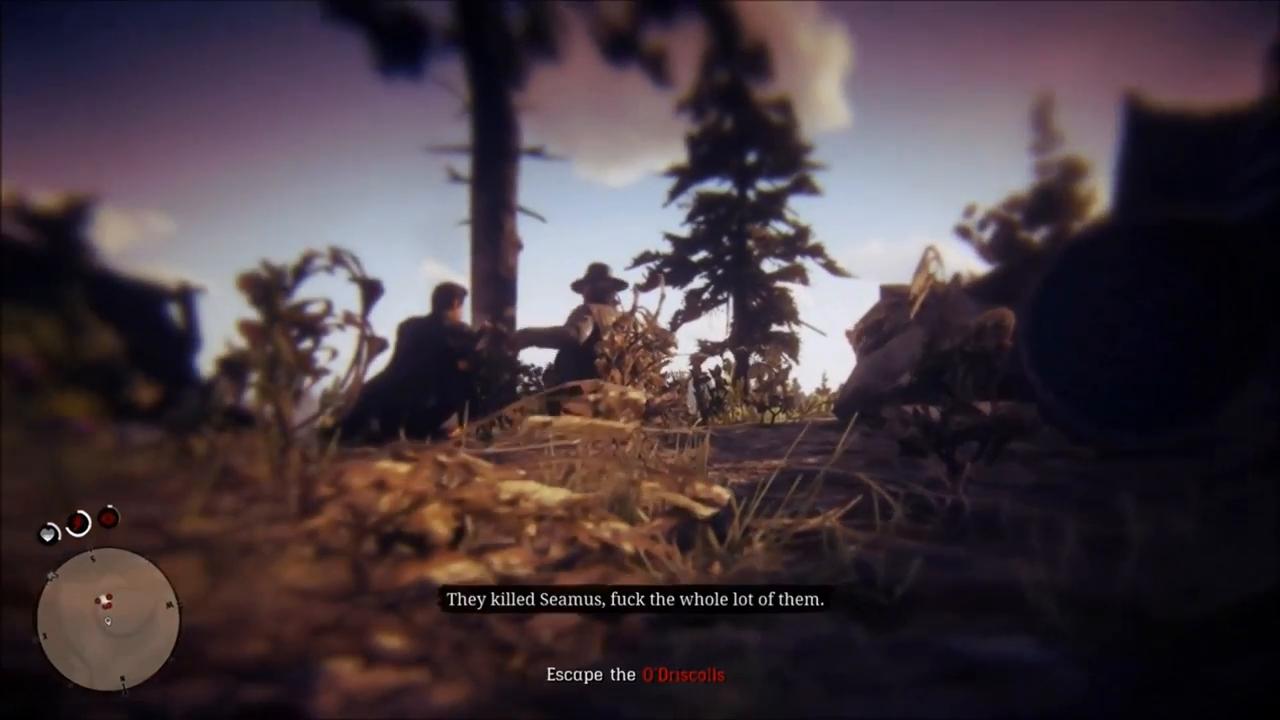 They killed Seamus, fuck the whole lot of them.
Escape the O'Driscolls